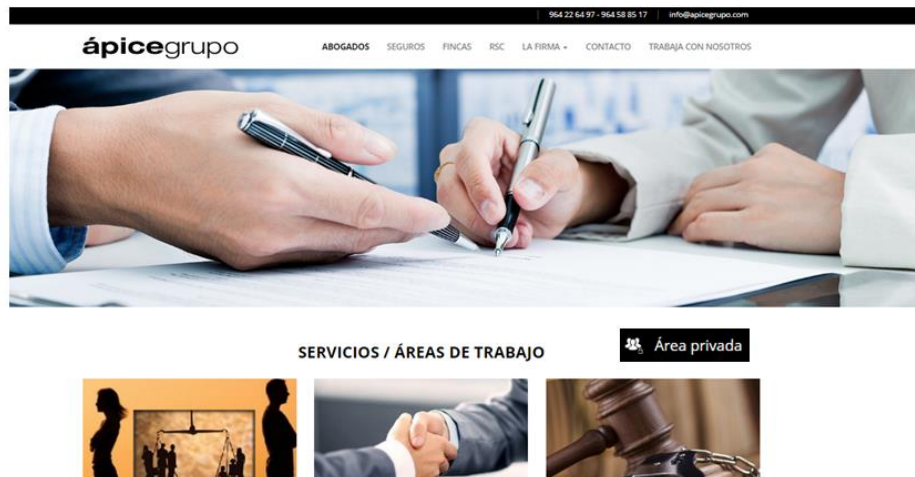 964 22 64 97 - 964 58 85 17 info@apicegrupo.com
ápicegrupo
ABOGADOS SEGUROS FINCAS RSC LA FIRMA CONTACTO TRABAJA CON NOSOTROS
SERVICIOS / ÁREAS DE TRABAJO
Área privada